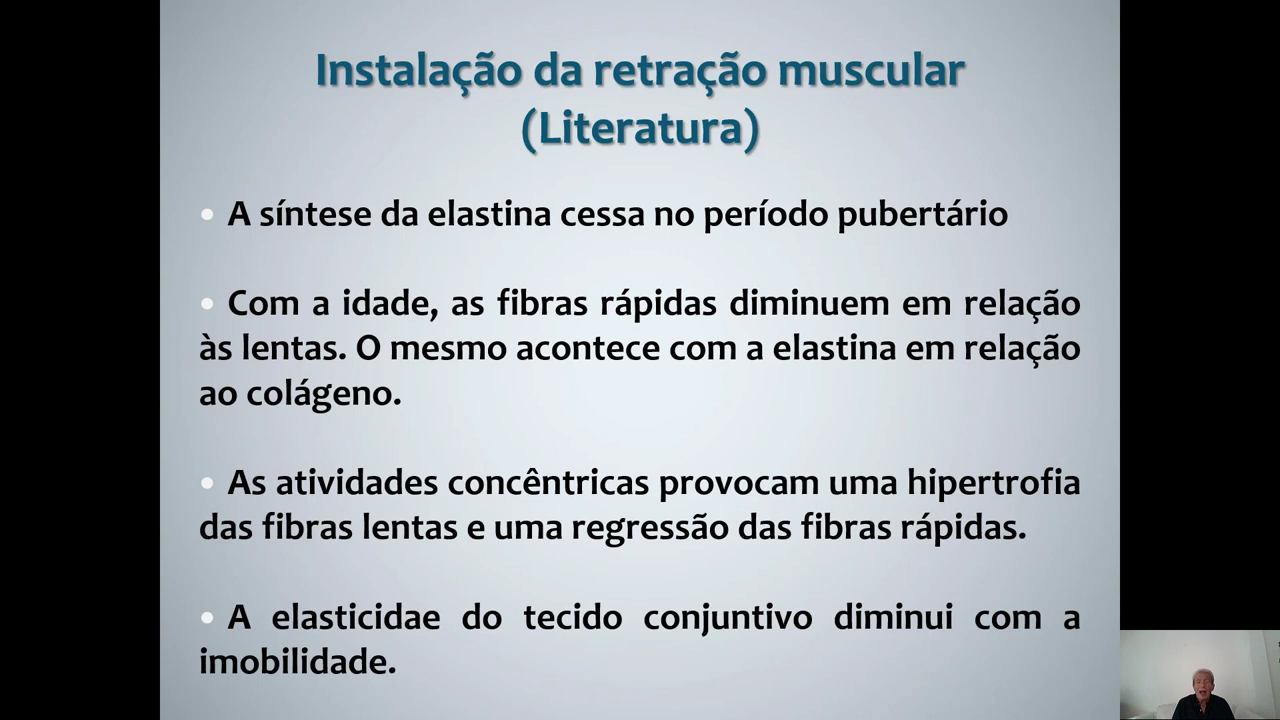 Instalação da retração muscular
(Literatura)
• A síntese da elastina cessa no período pubertário
• Com a idade, as fibras rápidas diminuem em relação
às lentas. O mesmo acontece com a elastina em relação
ao colágeno.
• As atividades concêntricas provocam uma hipertrofia
das fibras lentas e uma regressão das fibras rápidas.
• A elasticidae do tecido conjuntivo diminui com a
imobilidade.